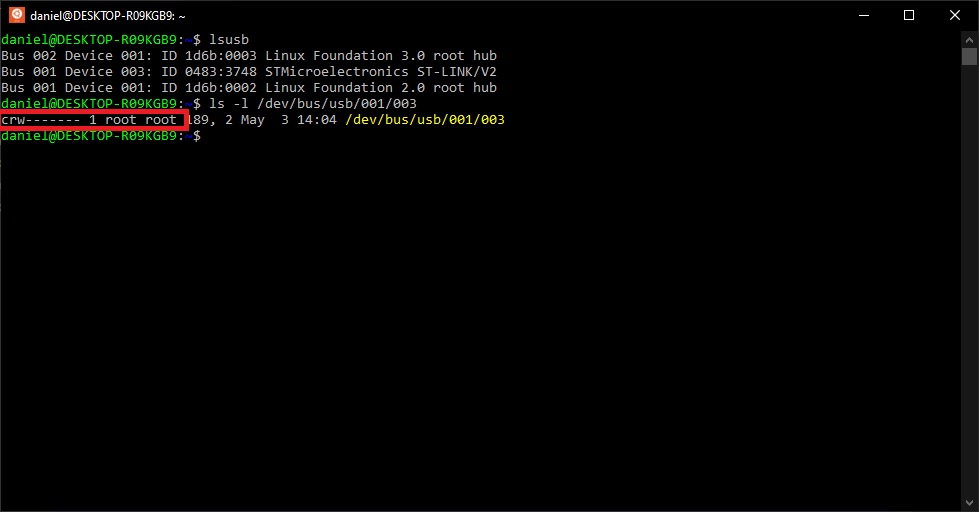 daniel@DESKTOP-R09KGB9: ~
daniel@DESKTOP-R09KGB9:~$ lsusb
Bus 002 Device 001: ID 1d6b:0003 Linux Foundation 3.0 root hub
Bus 001 Device 003: ID 0483:3748 STMicroelectronics ST-LINK/V2
Bus 001 Device 001: ID 1d6b:0002 Linux Foundation 2.0 root hub
daniel@DESKTOP-R09KGB9:~$ ls -l /dev/bus/usb/001/003
crw------- 1 root root 189, 2 May  3 14:04 /dev/bus/usb/001/003
daniel@DESKTOP-R09KGB9:~$